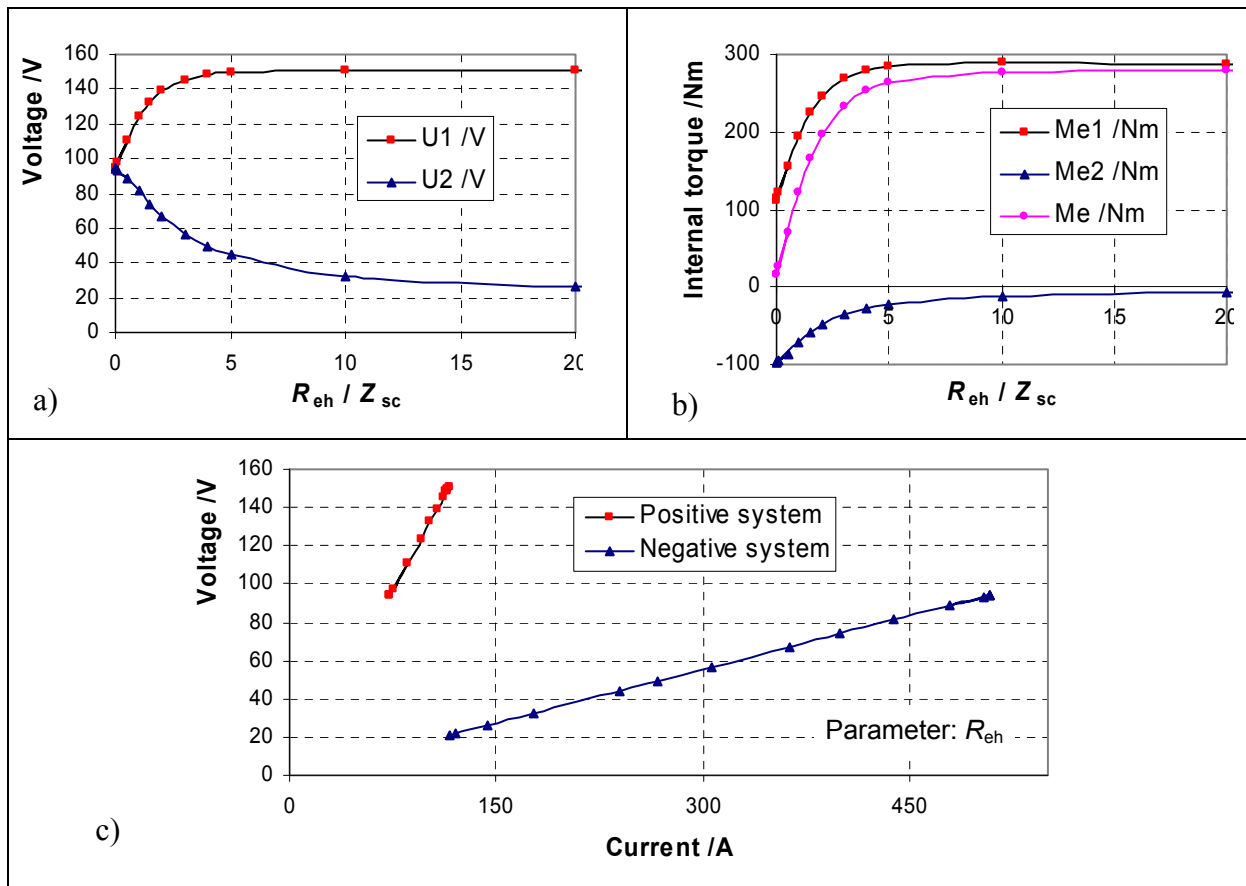 Voltage /V
160
140
120
100
80
60
40
20
0
U1 /V
U2 /V
0 5 10 15 20
R eh / Z sc
a)
Internal torque /Nm
300
200
100
0
-100
Me1 /Nm
Me2 /Nm
Me /Nm
0 5 10 15 20
R eh / Z sc
b)
Voltage /V
160
140
120
100
80
60
40
20
0
Positive system
Negative system
Parameter: Reh
0 150 300 450
Current /A
c)